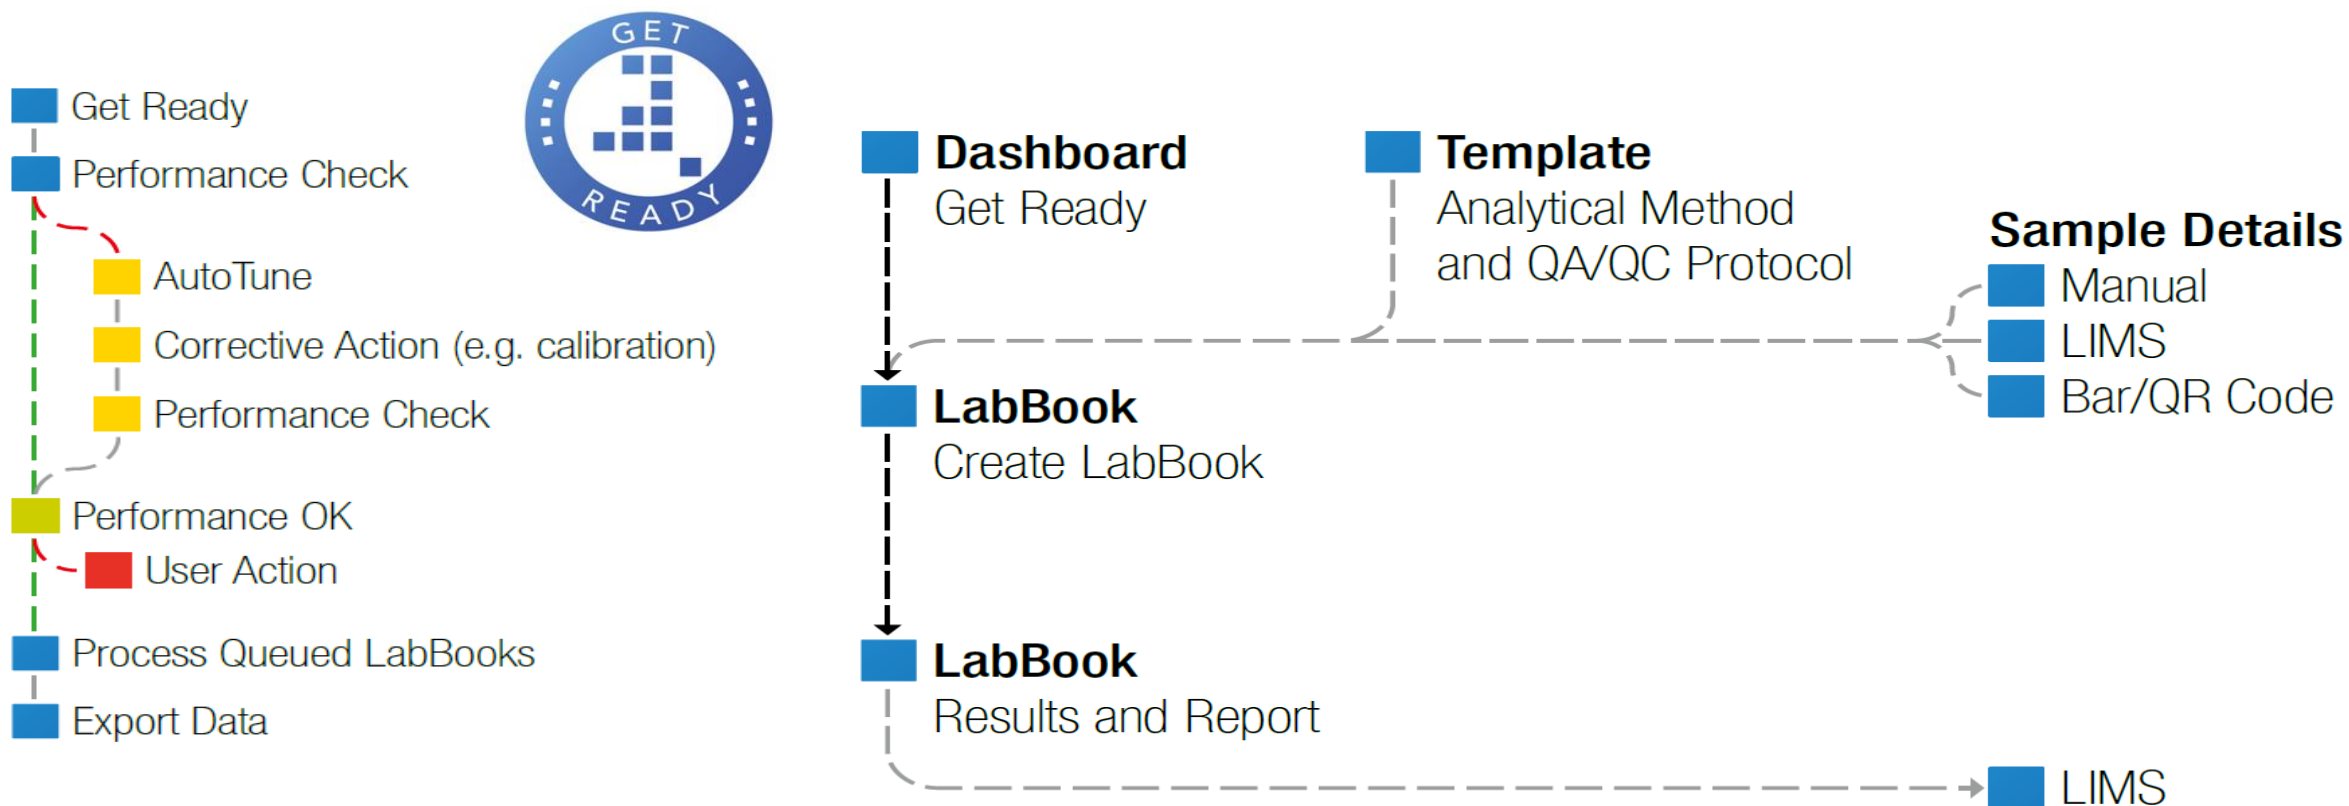 GET
READY
Get Ready
Performance Check
AutoTune
Corrective Action (e.g. calibration)
Performance Check
Performance OK
User Action
Process Queued LabBooks
Export Data
Dashboard
Get Ready
Template
Analytical Method
and QA/QC Protocol
Sample Details
Manual
LIMS
Bar/QR Code
LabBook
Create LabBook
LabBook
Results and Report
LIMS